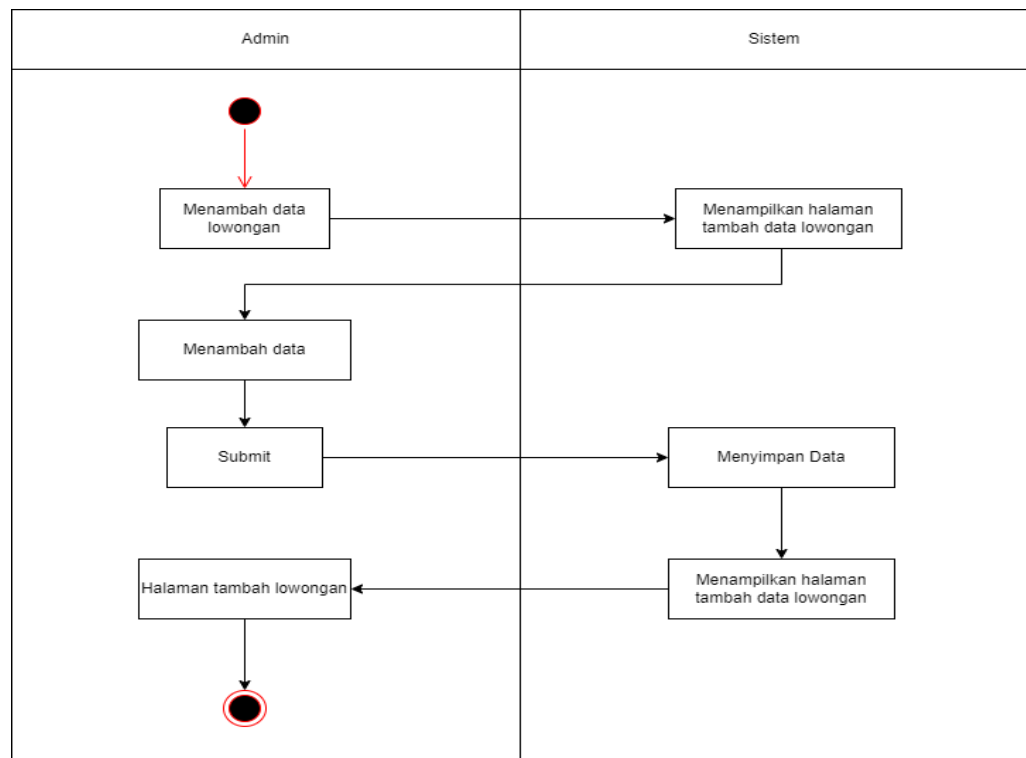 Admin
Sistem
Menambah data
lowongan
Menampilkan halaman
tambah data lowongan
Menambah data
Submit
Menyimpan Data
Halaman tambah lowongan
Menampilkan halaman
tambah data lowongan